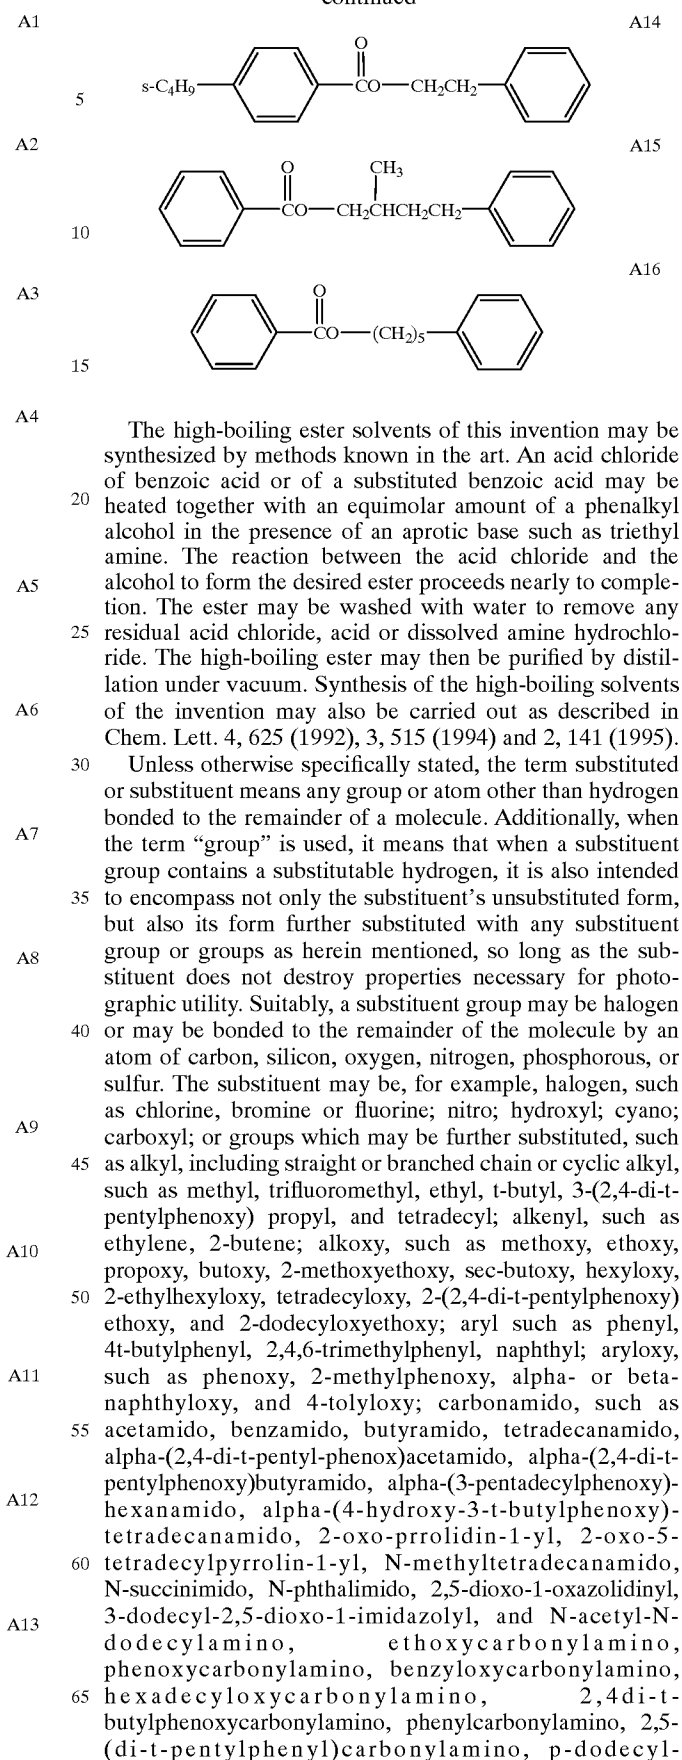 continued
A1
A14
O
s-C4H9
CO
CH2CH2
5
A2
A15
O
CH3
CO
CH2CHCH2CH2
10
A16
A3
O
CO
(CH2)5
15
A4
The high-boiling ester solvents of this invention may be
synthesized by methods known in the art. An acid chloride
of benzoic acid or of a substituted benzoic acid may be
20 heated together with an equimolar amount of a phenalkyl
alcohol in the presence of an aprotic base such as triethyl
amine. The reaction between the acid chloride and the
A5 alcohol to form the desired ester proceeds nearly to comple-
tion. The ester may be washed with water to remove any
25 residual acid chloride, acid or dissolved amine hydrochlo-
ride. The high-boiling ester may then be purified by distil-
lation under vacuum. Synthesis of the high-boiling solvents
A6 of the invention may also be carried out as described in
Chem. Lett. 4, 625 (1992), 3, 515 (1994) and 2, 141 (1995).
30 Unless otherwise specifically stated, the term substituted
or substituent means any group or atom other than hydrogen
bonded to the remainder of a molecule. Additionally, when
A7 the term “group” is used, it means that when a substituent
group contains a substitutable hydrogen, it is also intended
35 to encompass not only the substituent's unsubstituted form,
but also its form further substituted with any substituent
A8 group or groups as herein mentioned, so long as the sub-
stituent does not destroy properties necessary for photo-
graphic utility. Suitably, a substituent group may be halogen
40 or may be bonded to the remainder of the molecule by an
atom of carbon, silicon, oxygen, nitrogen, phosphorous, or
sulfur. The substituent may be, for example, halogen, such
as chlorine, bromine or fluorine; nitro; hydroxyl; cyano;
A9 carboxyl; or groups which may be further substituted, such
45 as alkyl, including straight or branched chain or cyclic alkyl,
such as methyl, trifluoromethyl, ethyl, t-butyl, 3-(2,4-di-t-
pentylphenoxy) propyl, and tetradecyl; alkenyl, such as
A10 ethylene, 2-butene; alkoxy, such as methoxy, ethoxy,
propoxy, butoxy, 2-methoxyethoxy, sec-butoxy, hexyloxy,
50 2-ethylhexyloxy, tetradecyloxy, 2-(2,4-di-t-pentylphenoxy)
ethoxy, and 2-dodecyloxyethoxy; aryl such as phenyl,
4t-butylphenyl, 2,4,6-trimethylphenyl, naphthyl; aryloxy,
A11 such as phenoxy, 2-methylphenoxy, alpha- or beta-
naphthyloxy, and 4-tolyloxy; carbonamido, such as
55 acetamido, benzamido, butyramido, tetradecanamido,
alpha-(2,4-di-t-pentyl-phenox)acetamido, alpha-(2,4-di-t-
pentylphenoxy)butyramido, alpha-(3-pentadecylphenoxy)-
A12 hexanamido, alpha-(4-hydroxy-3-t-butylphenoxy)-
tetradecanamido, 2-oxo-prrolidin-1-yl, 2-oxo-5-
60 tetradecylpyrrolin-1-yl, N-methyltetradecanamido,
N-succinimido, N-phthalimido, 2,5-dioxo-1-oxazolidinyl,
A13 3-dodecyl-2,5-dioxo-1-imidazolyl, and N-acetyl-N-
dodecylamino, ethoxycarbonylamino,
phenoxycarbonylamino, benzyloxycarbonylamino,
65 hexadecyloxycarbonylamino, 2,4di-t-
butylphenoxycarbonylamino, phenylcarbonylamino, 2,5-
(di-t-pentylphenyl)carbonylamino, p-dodecyl-